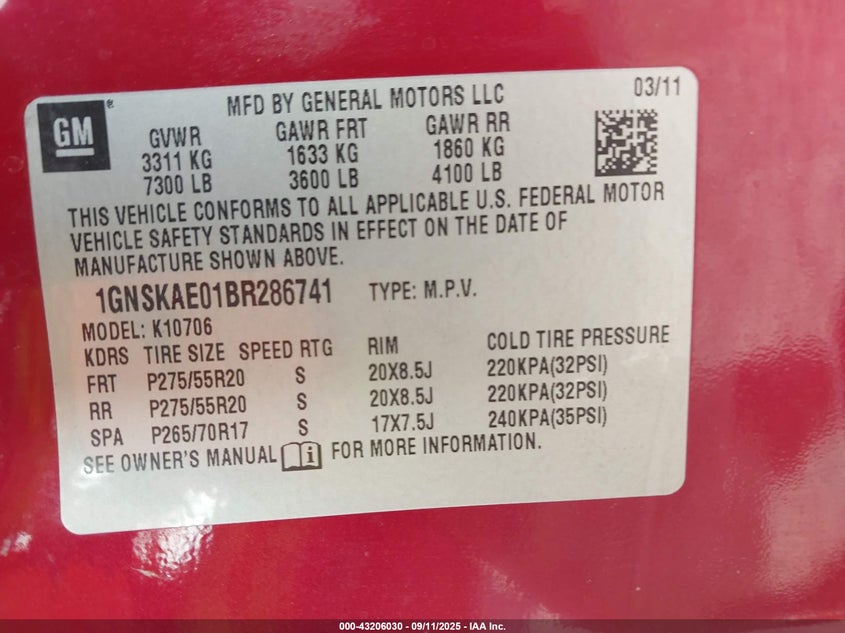 GM
®
MFD BY GENERAL MOTORS LLC
03/11
GVWR GAWR FRT GAWR RR
3311 KG 1633 KG 1860 KG
7300 LB 3600 LB 4100 LB
THIS VEHICLE CONFORMS TO ALL APPLICABLE U.S. FEDERAL MOTOR
VEHICLE SAFETY STANDARDS IN EFFECT ON THE DATE OF
MANUFACTURE SHOWN ABOVE.
1GNSKAE01BR286741 TYPE: M.P.V.
MODEL: K10706
KDRS TIRE SIZE SPEED RTG RIM COLD TIRE PRESSURE
FRT P275/55R20 S 20X8.5J 220KPA(32PSI)
RR P275/55R20 S 20X8.5J 220KPA(32PSI)
SPA P265/70R17 S 17X7.5J 240KPA(35PSI)
SEE OWNER'S MANUAL i FOR MORE INFORMATION.
000-43206030 - 09/11/2025 - IAA Inc.